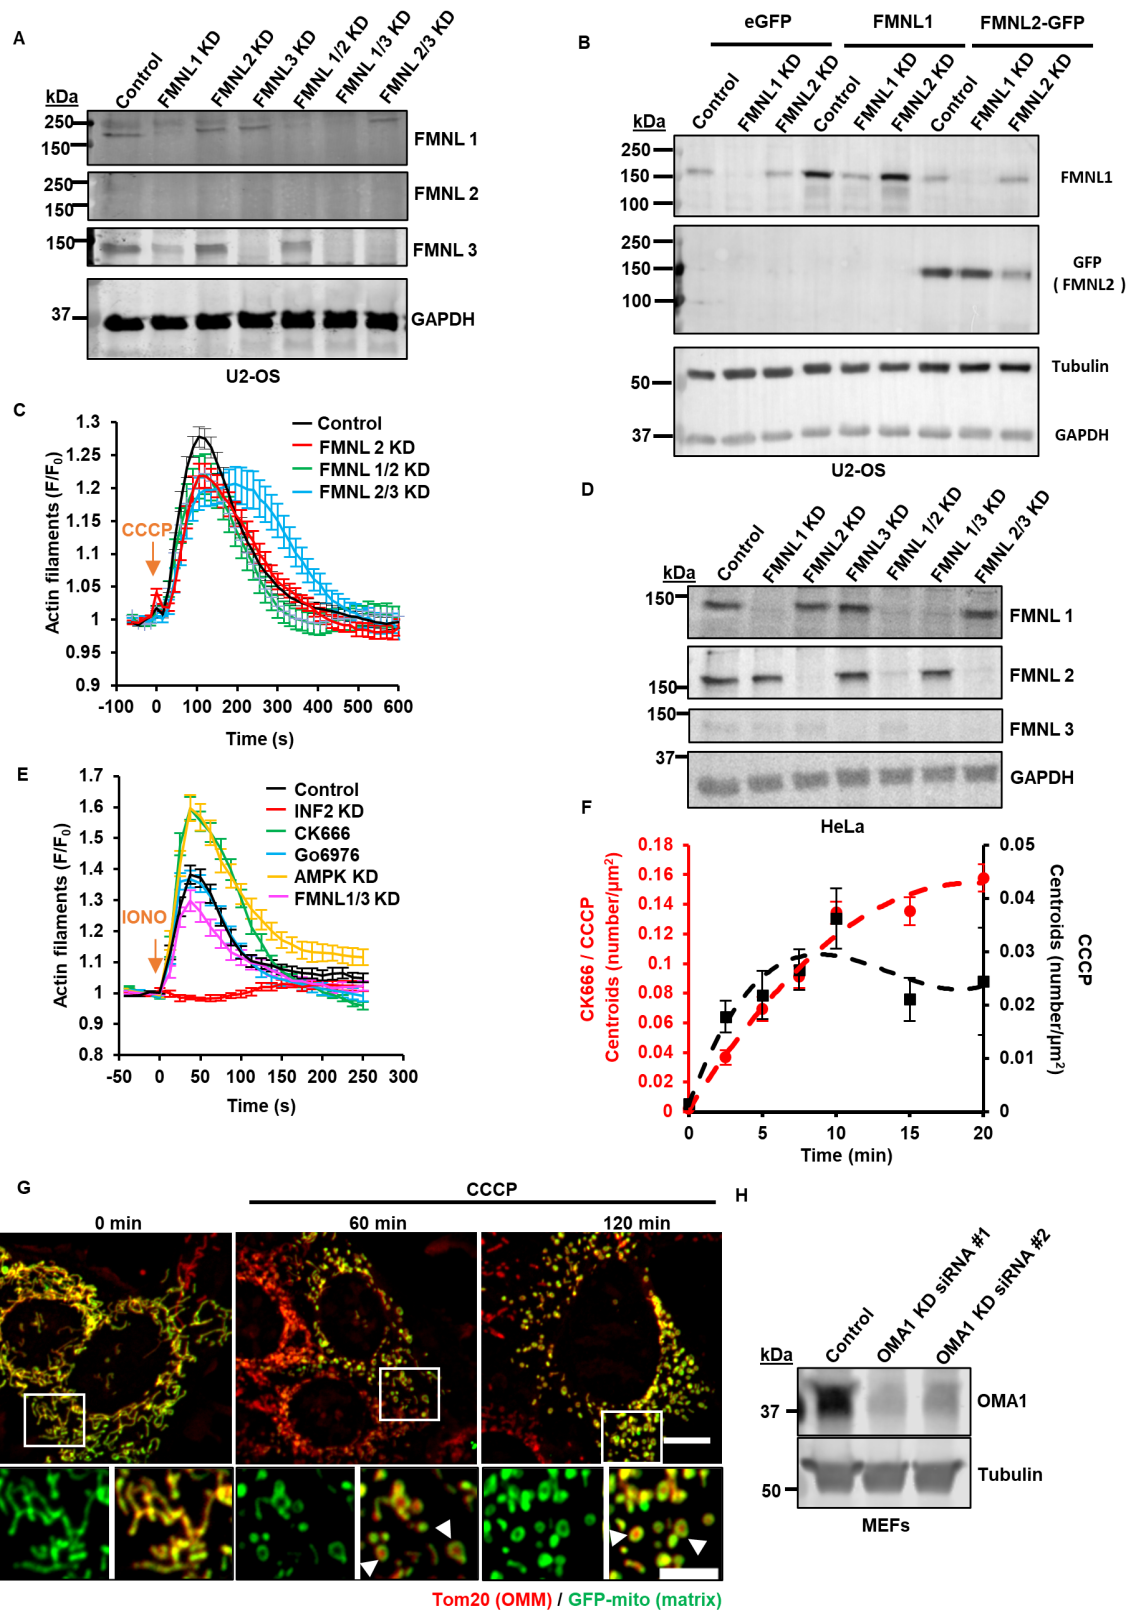 A
Control
FMNL1 KD
FMNL2 KD
FMNL3 KD
FMNL 1/2 KD
FMNL 1/3 KD
FMNL 2/3 KD
kDa
250
150
FMNL 1
250
150
FMNL 2
150
FMNL 3
37
GAPDH
U2-OS
B
eGFP
FMNL1
FMNL2-GFP
Control
FMNL1 KD
FMNL2 KD
Control
FMNL1 KD
FMNL2 KD
Control
FMNL1 KD
FMNL2 KD
kDa
250
150
100
FMNL1
250
150
100
GFP
( FMNL2 )
50
Tubulin
37
GAPDH
U2-OS
C
Control
FMNL 2 KD
FMNL 1/2 KD
FMNL 2/3 KD
CCCP
Actin filaments (F/F0)
1.3
1.25
1.2
1.15
1.1
1.05
1
0.95
0.9
-100 0 100 200 300 400 500 600
Time (s)
D
Control
FMNL1 KD
FMNL2 KD
FMNL3 KD
FMNL 1/2 KD
FMNL 1/3 KD
FMNL 2/3 KD
kDa
150
FMNL 1
150
FMNL 2
150
FMNL 3
37
GAPDH
HeLa
E
Control
INF2 KD
CK666
Go6976
AMPK KD
FMNL1/3 KD
IONO
Actin filaments (F/F0)
1.7
1.6
1.5
1.4
1.3
1.2
1.1
1
0.9
0.8
-50 0 50 100 150 200 250 300
Time (s)
F
CK666 / CCCP
Centroids (number/µm²)
0.18
0.16
0.14
0.12
0.1
0.08
0.06
0.04
0.02
0
0.05
0.04
0.03
0.02
0.01
0
CCCP
Centroids (number/µm²)
0 5 10 15 20
Time (min)
G
CCCP
0 min
60 min
120 min
Tom20 (OMM) / GFP-mito (matrix)
H
Control
OMA1 KD siRNA #1
OMA1 KD siRNA #2
kDa
37
OMA1
50
Tubulin
MEFs